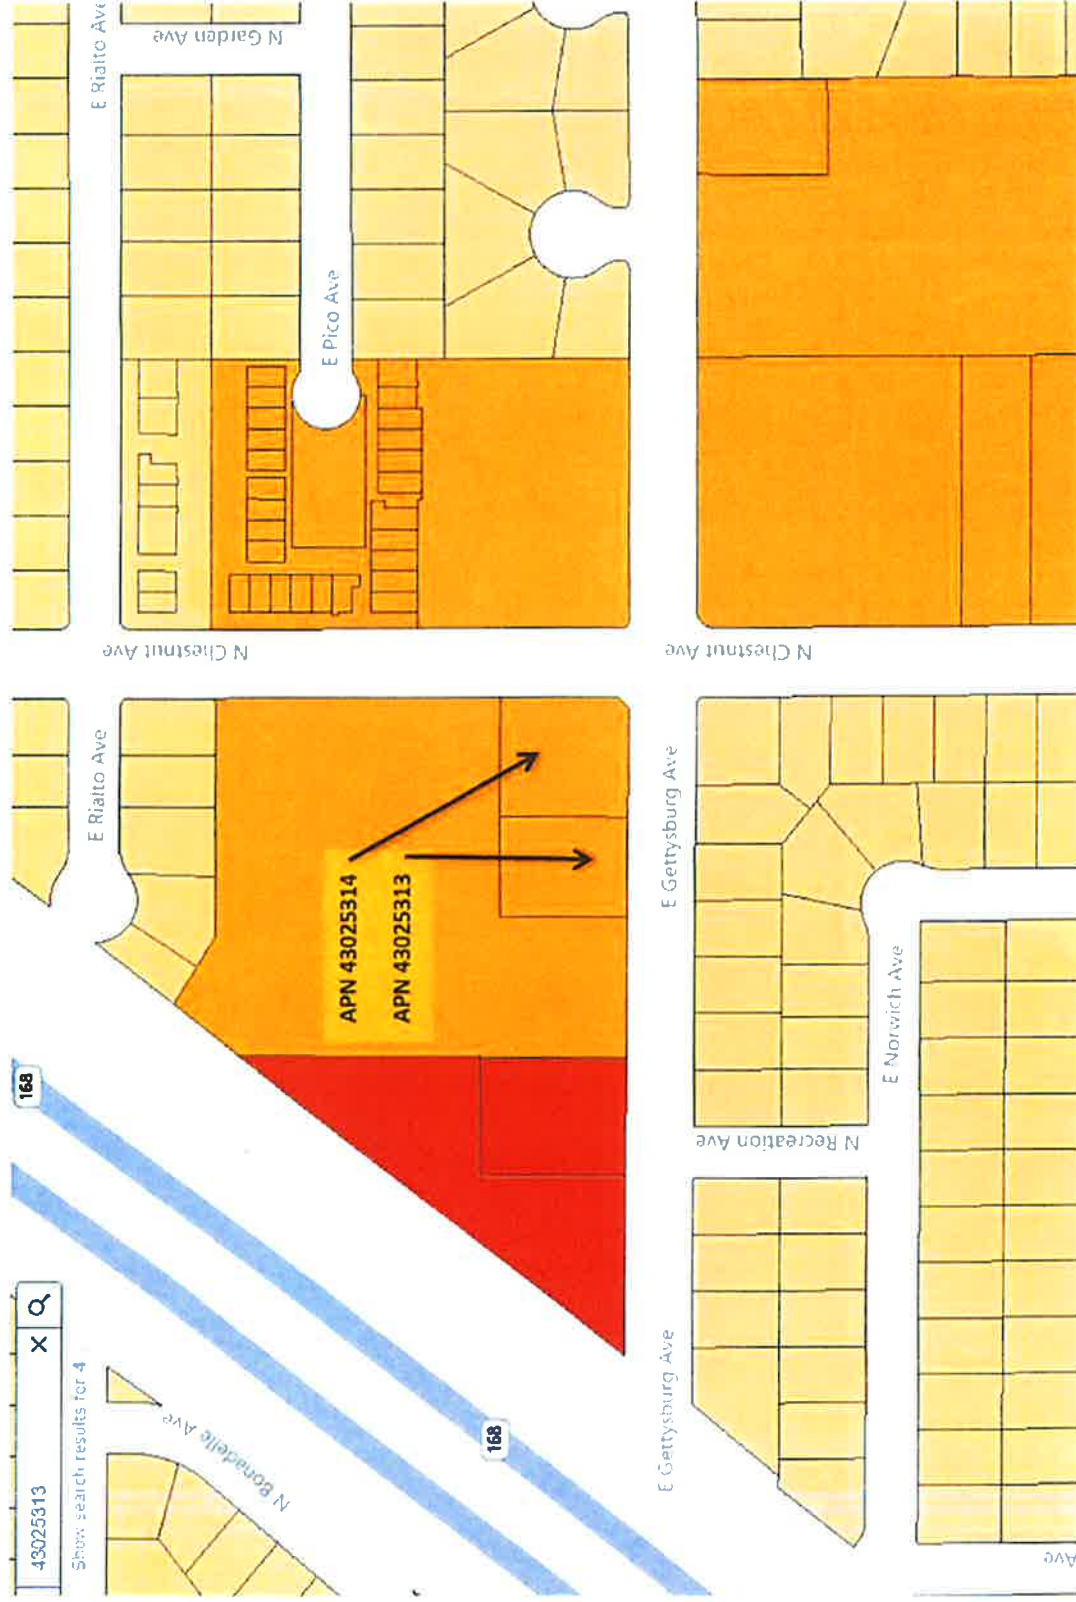 43025313 X
168
Show search results for 4
E Rialto Ave
E Rialto Ave
N Chestnut Ave
N Garden Ave
N Bonadelle Ave
E Pico Ave
APN 43025314
APN 43025313
168
E Gettysburg Ave
E Gettysburg Ave
N Chestnut Ave
N Recreation Ave
E Norwich Ave
Ave